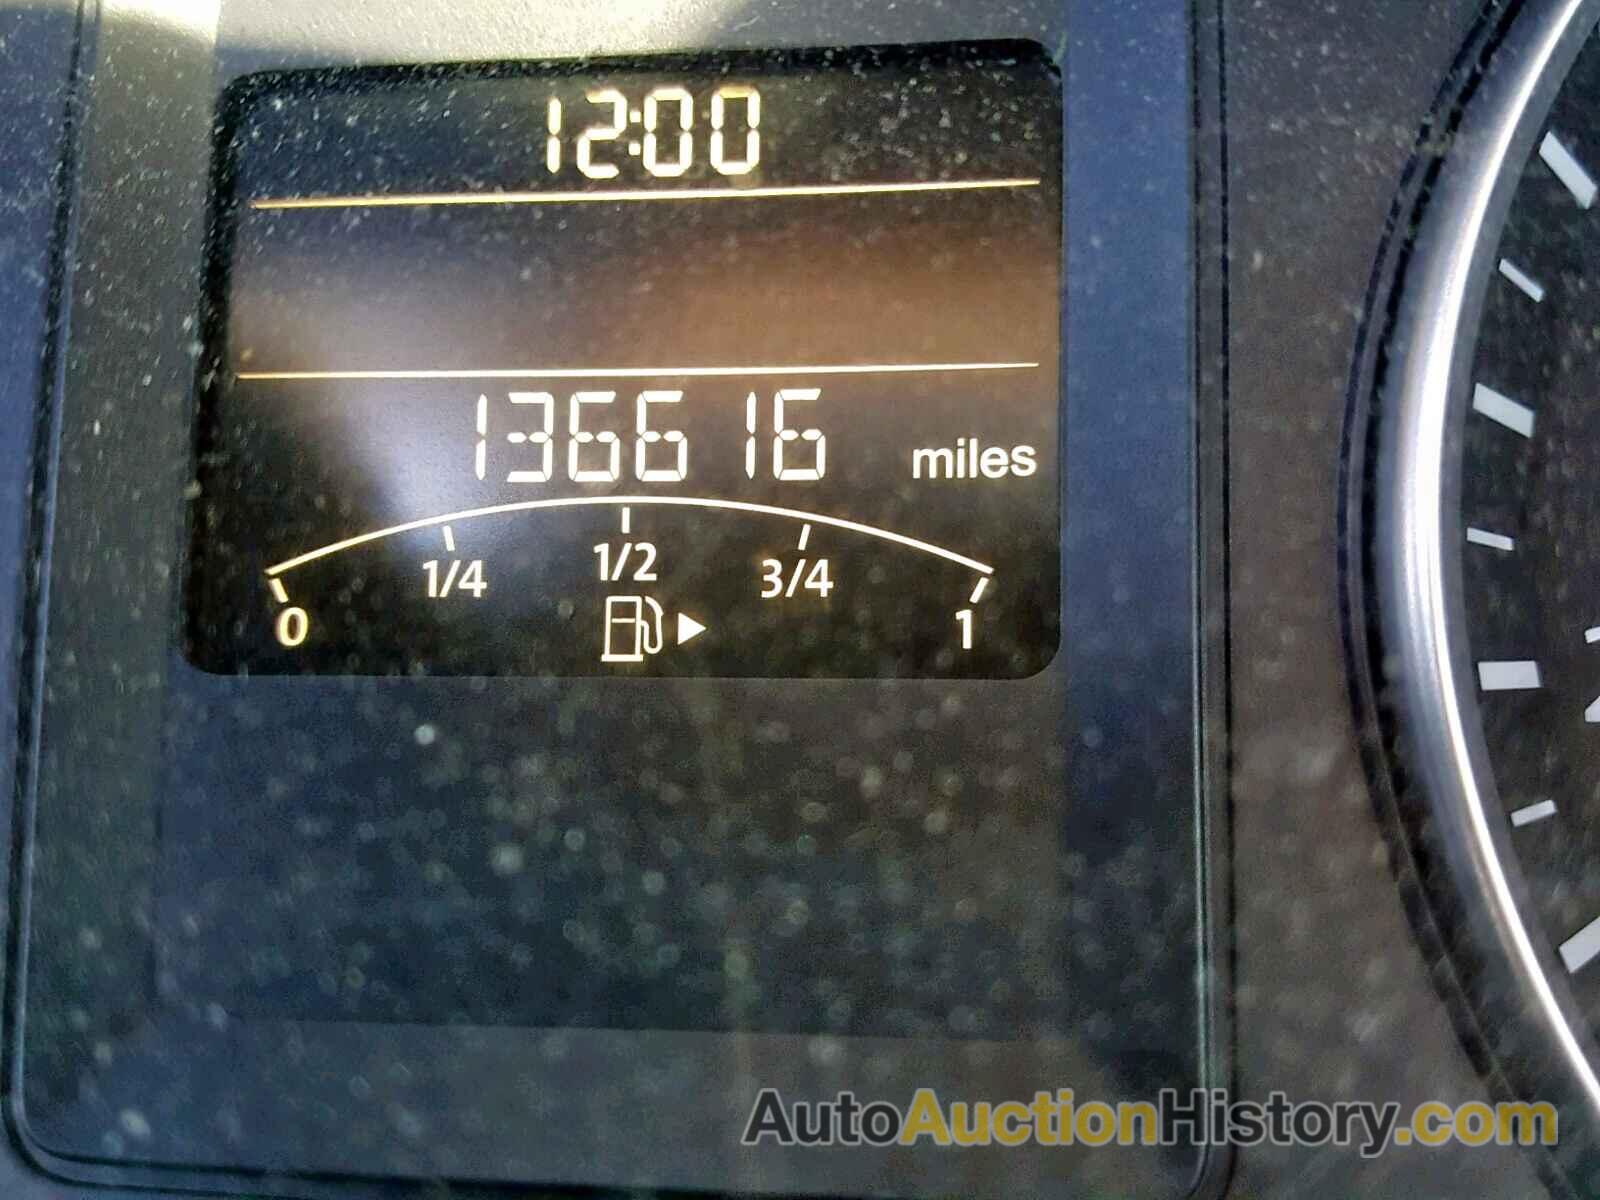 12:00
136616 miles
0 1/4 1/2 3/4 1
AutoAuctionHistory.com